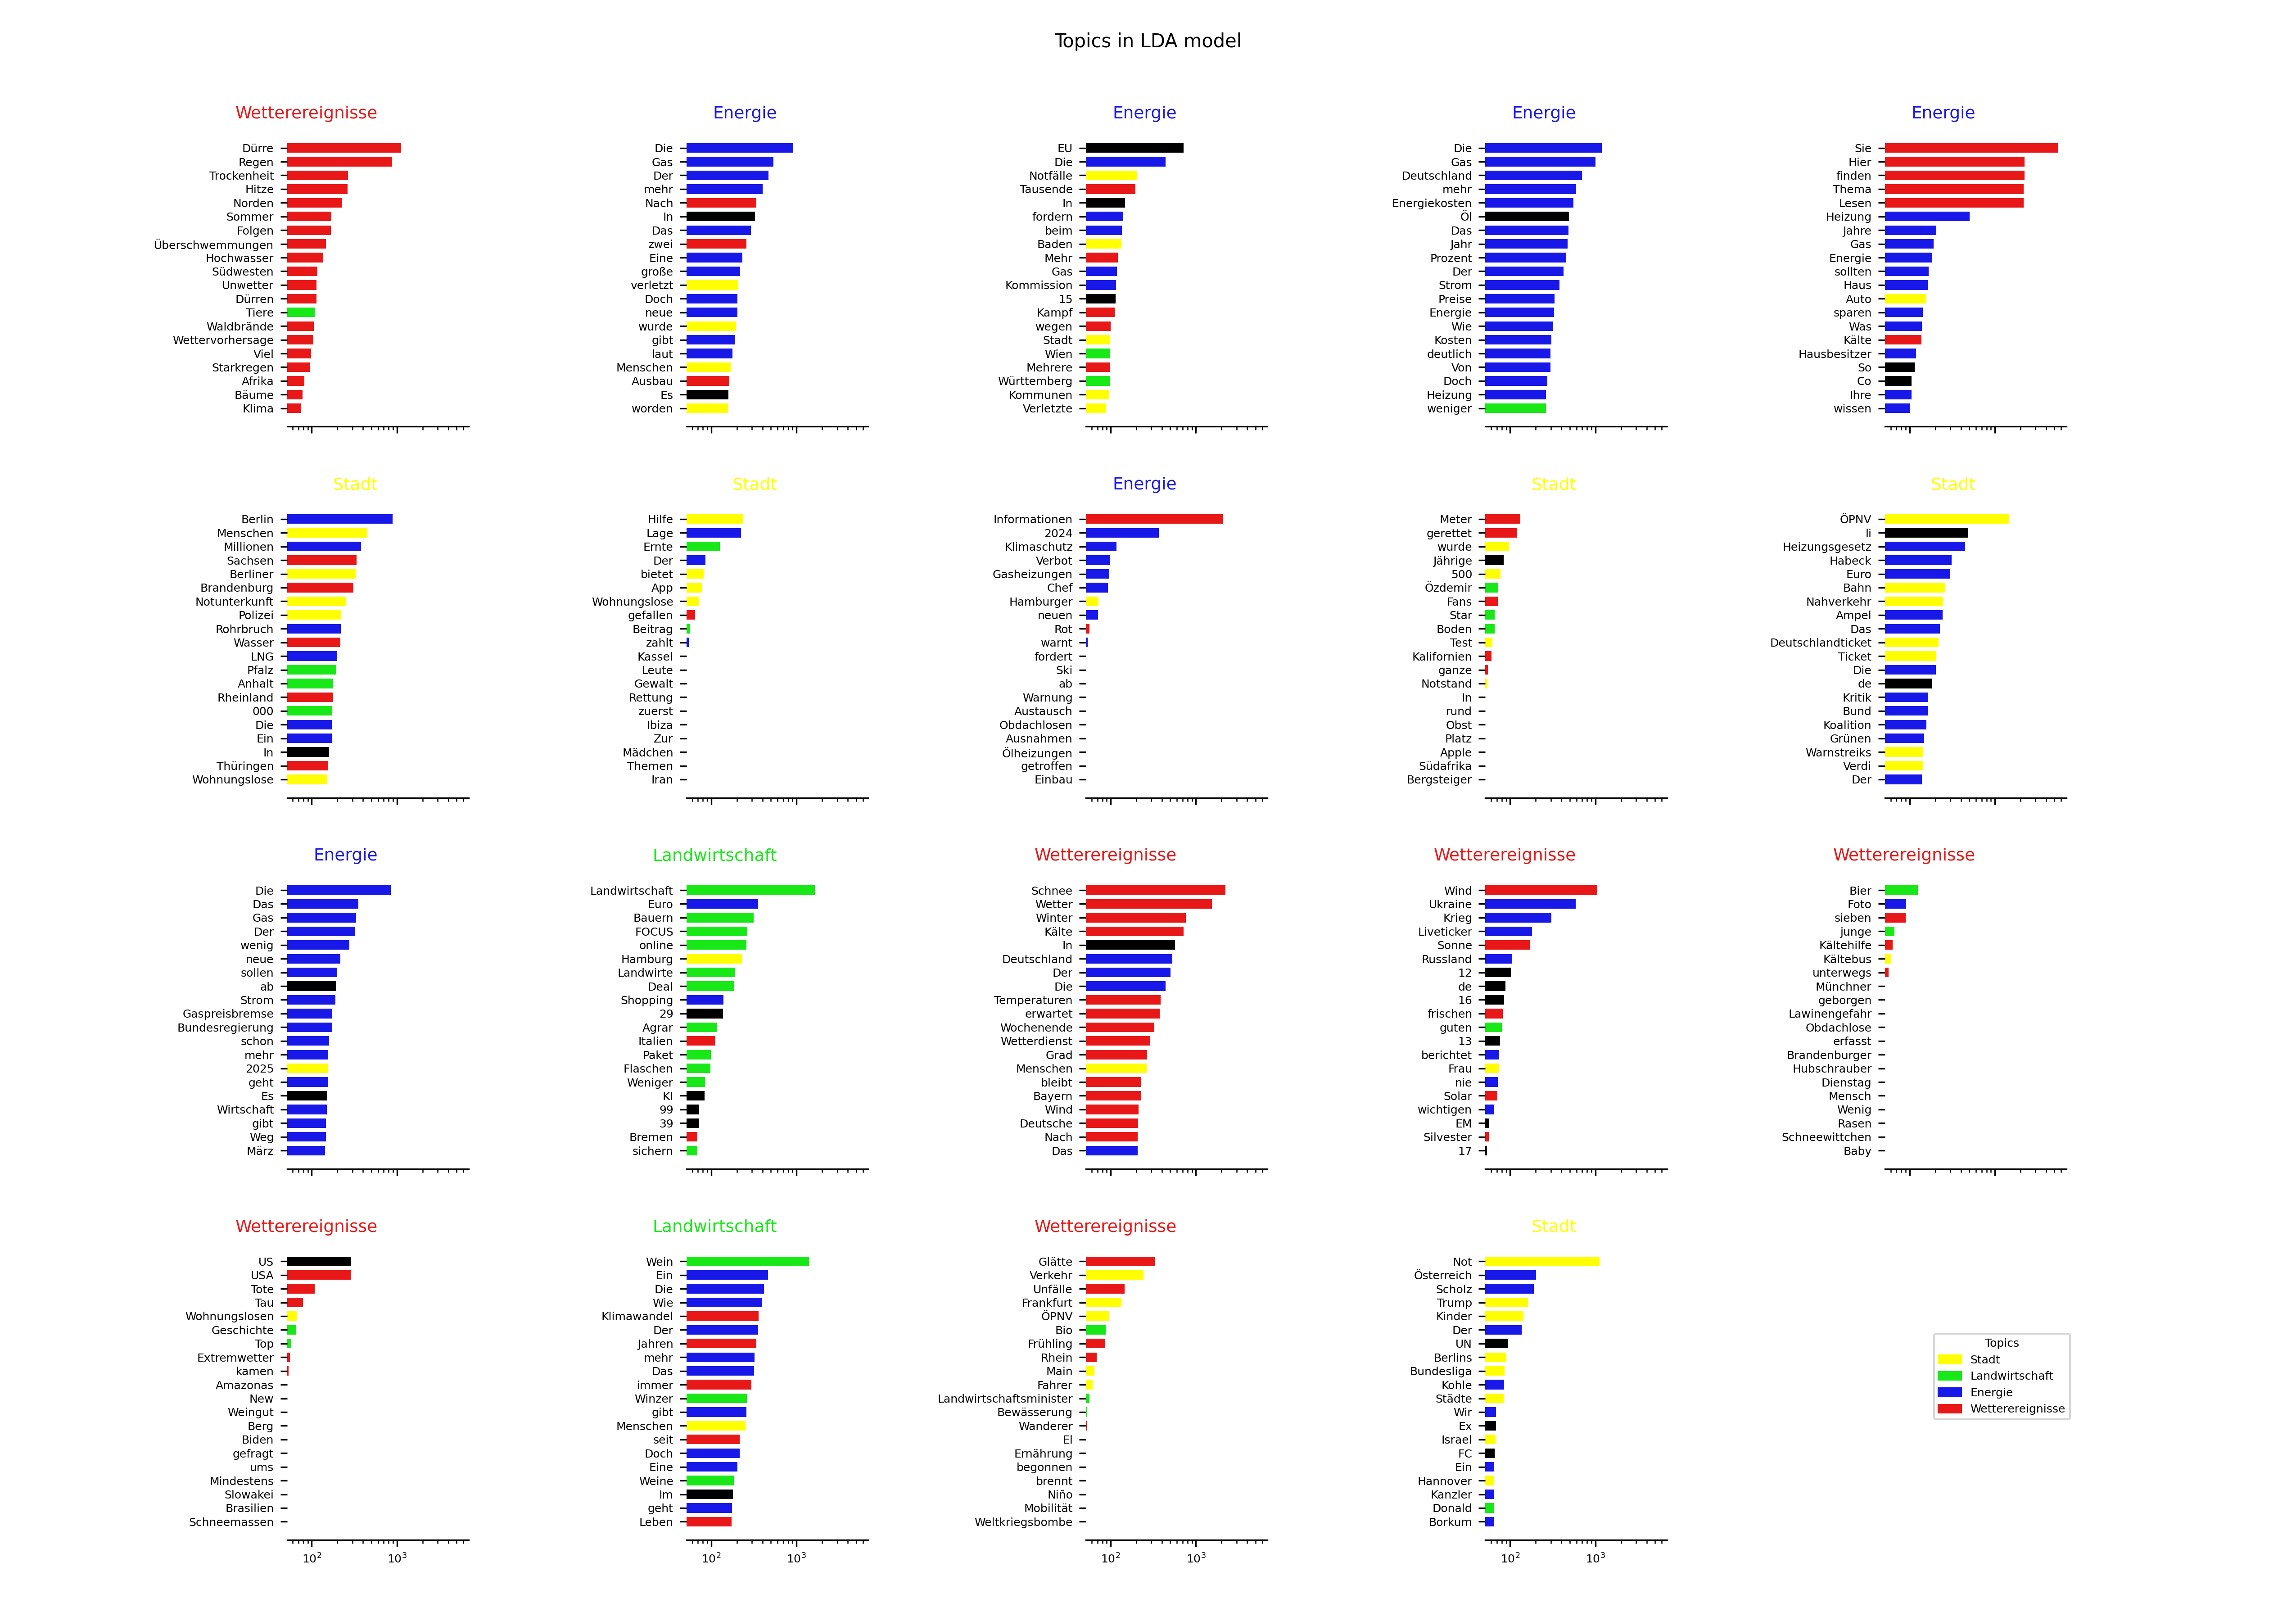 Topics in LDA model
Wetterereignisse
Dürre
Regen
Trockenheit
Hitze
Norden
Sommer
Folgen
Überschwemmungen
Hochwasser
Südwesten
Unwetter
Dürren
Tiere
Waldbrände
Wettervorhersage
Viel
Starkregen
Afrika
Bäume
Klima
Energie
Die
Gas
Der
mehr
Nach
In
Das
zwei
Eine
große
verletzt
Doch
neue
wurde
gibt
laut
Menschen
Ausbau
Es
worden
Energie
EU
Die
Notfälle
Tausende
In
fordern
beim
Baden
Mehr
Gas
Kommission
15
Kampf
wegen
Stadt
Wien
Mehrere
Württemberg
Kommunen
Verletzte
Energie
Die
Gas
Deutschland
mehr
Energiekosten
Öl
Das
Jahr
Prozent
Der
Strom
Preise
Energie
Wie
Kosten
deutlich
Von
Doch
Heizung
weniger
Energie
Sie
Hier
finden
Thema
Lesen
Heizung
Jahre
Gas
Energie
sollten
Haus
Auto
sparen
Was
Kälte
Hausbesitzer
So
Co
Ihre
wissen
Stadt
Berlin
Menschen
Millionen
Sachsen
Berliner
Brandenburg
Notunterkunft
Polizei
Rohrbruch
Wasser
LNG
Pfalz
Anhalt
Rheinland
000
Die
Ein
In
Thüringen
Wohnungslose
Stadt
Hilfe
Lage
Ernte
Der
bietet
App
Wohnungslose
gefallen
Beitrag
zahlt
Kassel
Leute
Gewalt
Rettung
zuerst
Ibiza
Zur
Mädchen
Themen
Iran
Energie
Informationen
2024
Klimaschutz
Verbot
Gasheizungen
Chef
Hamburger
neuen
Rot
warnt
fordert
Ski
ab
Warnung
Austausch
Obdachlosen
Ausnahmen
Ölheizungen
getroffen
Einbau
Stadt
Meter
gerettet
wurde
Jährige
500
Özdemir
Fans
Star
Boden
Test
Kalifornien
ganze
Notstand
In
rund
Obst
Platz
Apple
Südafrika
Bergsteiger
Stadt
ÖPNV
li
Heizungsgesetz
Habeck
Euro
Bahn
Nahverkehr
Ampel
Das
Deutschlandticket
Ticket
Die
de
Kritik
Bund
Koalition
Grünen
Warnstreiks
Verdi
Der
Energie
Die
Das
Gas
Der
wenig
neue
sollen
ab
Strom
Gaspreisbremse
Bundesregierung
schon
mehr
2025
geht
Es
Wirtschaft
gibt
Weg
März
Landwirtschaft
Landwirtschaft
Euro
Bauern
FOCUS
online
Hamburg
Landwirte
Deal
Shopping
29
Agrar
Italien
Paket
Flaschen
Weniger
KI
99
39
Bremen
sichern
Wetterereignisse
Schnee
Wetter
Winter
Kälte
In
Deutschland
Der
Die
Temperaturen
erwartet
Wochenende
Wetterdienst
Grad
Menschen
bleibt
Bayern
Wind
Deutsche
Nach
Das
Wetterereignisse
Wind
Ukraine
Krieg
Liveticker
Sonne
Russland
12
de
16
frischen
guten
13
berichtet
Frau
nie
Solar
wichtigen
EM
Silvester
17
Wetterereignisse
Bier
Foto
sieben
junge
Kältehilfe
Kältebus
unterwegs
Münchner
geborgen
Lawinengefahr
Obdachlose
erfasst
Brandenburger
Hubschrauber
Dienstag
Mensch
Wenig
Rasen
Schneewittchen
Baby
Wetterereignisse
US
USA
Tote
Tau
Wohnungslosen
Geschichte
Top
Extremwetter
kamen
Amazonas
New
Weingut
Berg
Biden
gefragt
ums
Mindestens
Slowakei
Brasilien
Schneemassen
10² 10³
Landwirtschaft
Wein
Ein
Die
Wie
Klimawandel
Der
Jahren
mehr
Das
immer
Winzer
gibt
Menschen
seit
Doch
Eine
Weine
Im
geht
Leben
10² 10³
Wetterereignisse
Glätte
Verkehr
Unfälle
Frankfurt
ÖPNV
Bio
Frühling
Rhein
Main
Fahrer
Landwirtschaftsminister
Bewässerung
Wanderer
El
Ernährung
begonnen
brennt
Niño
Mobilität
Weltkriegsbombe
10² 10³
Stadt
Not
Österreich
Scholz
Trump
Kinder
Der
UN
Berlins
Bundesliga
Kohle
Städte
Wir
Ex
Israel
FC
Ein
Hannover
Kanzler
Donald
Borkum
10² 10³
Topics
Stadt
Landwirtschaft
Energie
Wetterereignisse